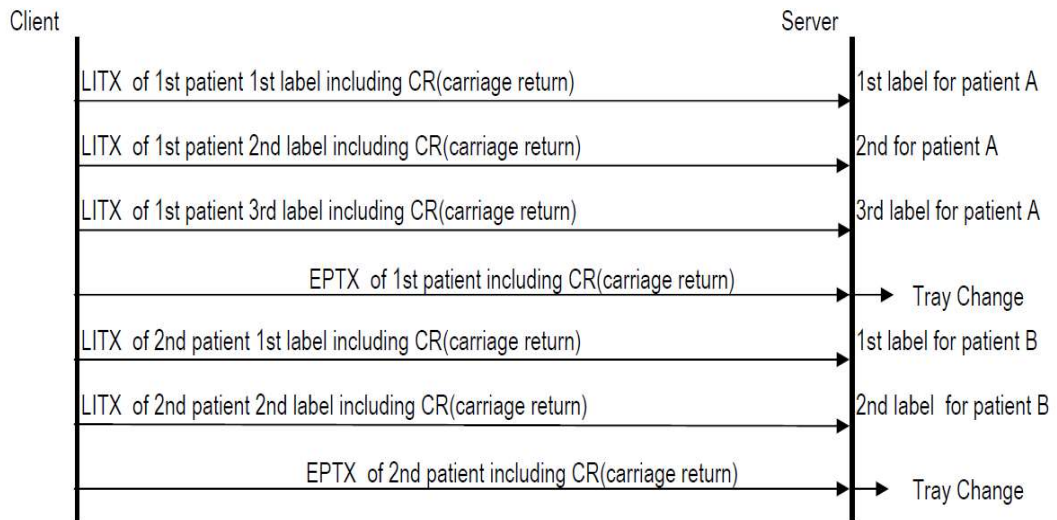 Client Server
LITX of 1st patient 1st label including CR(carriage return) 1st label for patient A
LITX of 1st patient 2nd label including CR(carriage return) 2nd for patient A
LITX of 1st patient 3rd label including CR(carriage return) 3rd label for patient A
EPTX of 1st patient including CR(carriage return) Tray Change
LITX of 2nd patient 1st label including CR(carriage return) 1st label for patient B
LITX of 2nd patient 2nd label including CR(carriage return) 2nd label for patient B
EPTX of 2nd patient including CR(carriage return) Tray Change